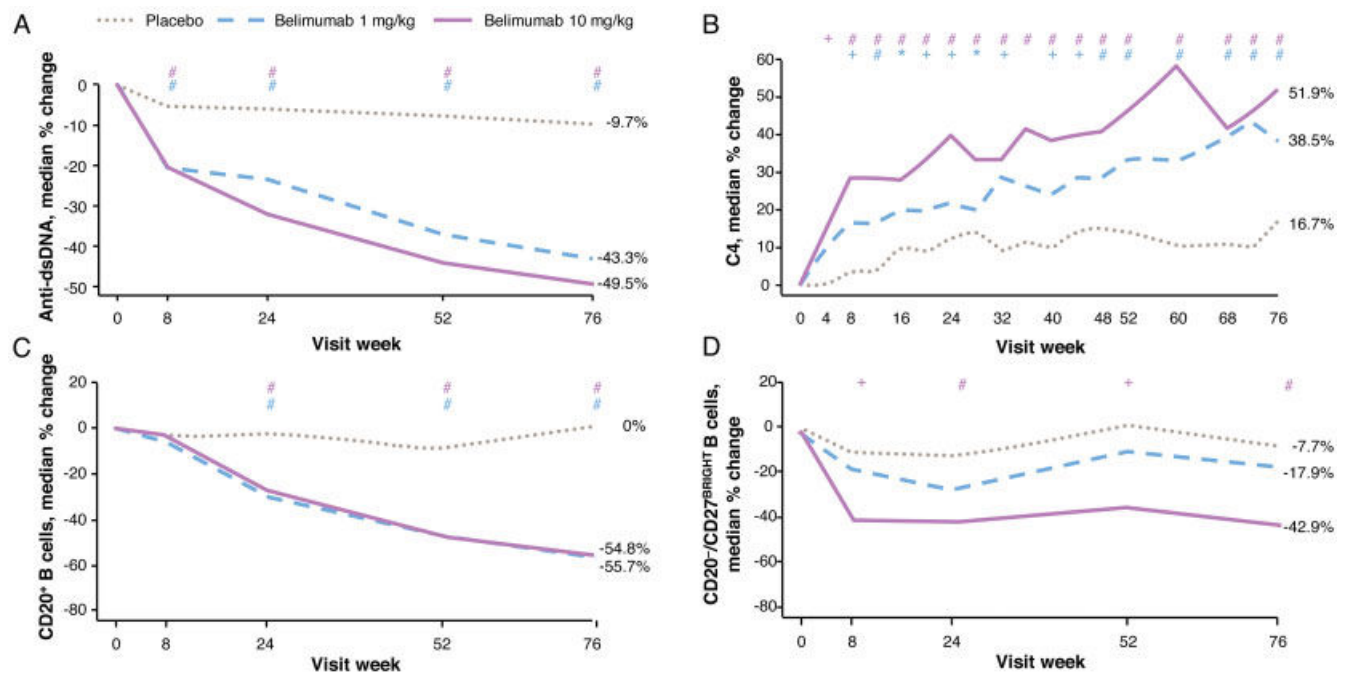 Placebo Belimumab 1 mg/kg Belimumab 10 mg/kg
A
Anti-dsDNA, median % change
# # # #
# # # #
0
-10
-20
-30
-40
-50
-9.7%
-43.3%
-49.5%
0 8 24 52 76
Visit week
B
C4, median % change
+ # # # # # # # # # # # # # # # # #
+ # * + + * + + + # # # # # #
60
50
40
30
20
10
0
51.9%
38.5%
16.7%
0 4 8 16 24 32 40 48 52 60 68 76
Visit week
C
CD20⁺ B cells, median % change
# # #
# # #
20
0
-20
-40
-60
-80
0%
-54.8%
-55.7%
0 8 24 52 76
Visit week
D
CD20⁻/CD27ᴮᴿᴵᴳᴴᵀ B cells,
median % change
+ # + #
20
0
-20
-40
-60
-80
-7.7%
-17.9%
-42.9%
0 8 24 52 76
Visit week